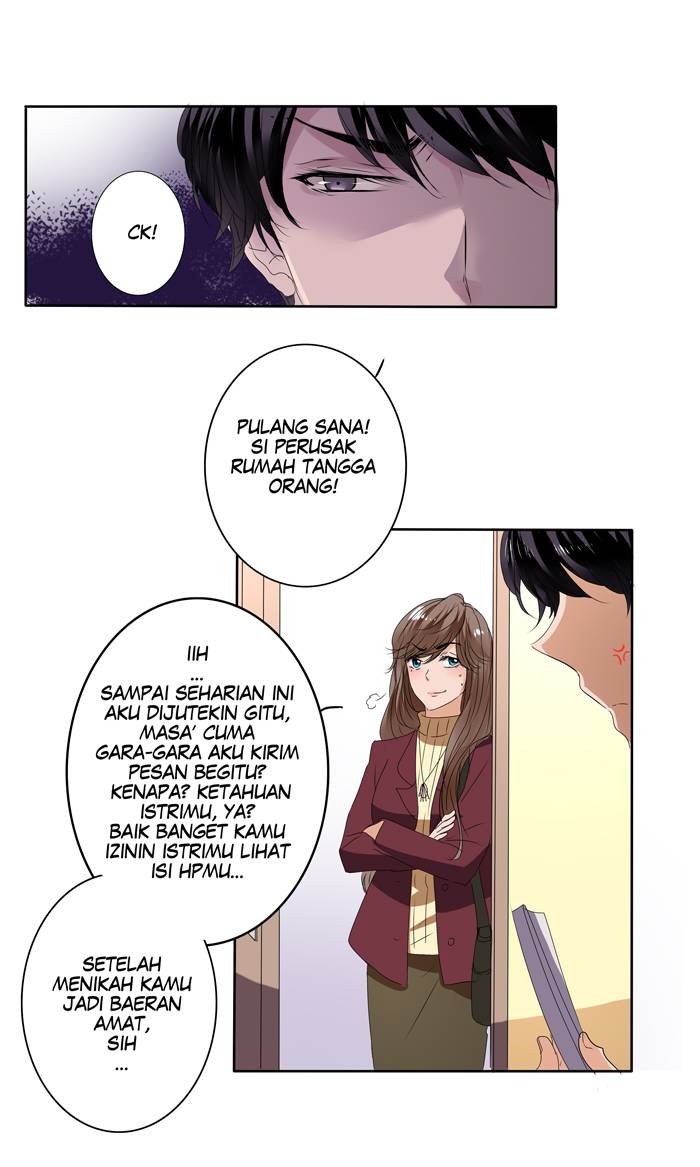 CK!
PULANG SANA!
SI PERUSAK
RUMAH TANGGA
ORANG!
IIH
...
SAMPAI SEHARIAN INI
AKU DIJUTEKIN GITU,
MASA' CUMA
GARA-GARA AKU KIRIM
PESAN BEGITU?
KENAPA? KETAHUAN
ISTRIMU, YA?
BAIK BANGET KAMU
IZININ ISTRIMU LIHAT
ISI HPMU...
SETELAH
MENIKAH KAMU
JADI BAERAN
AMAT,
SIH
...